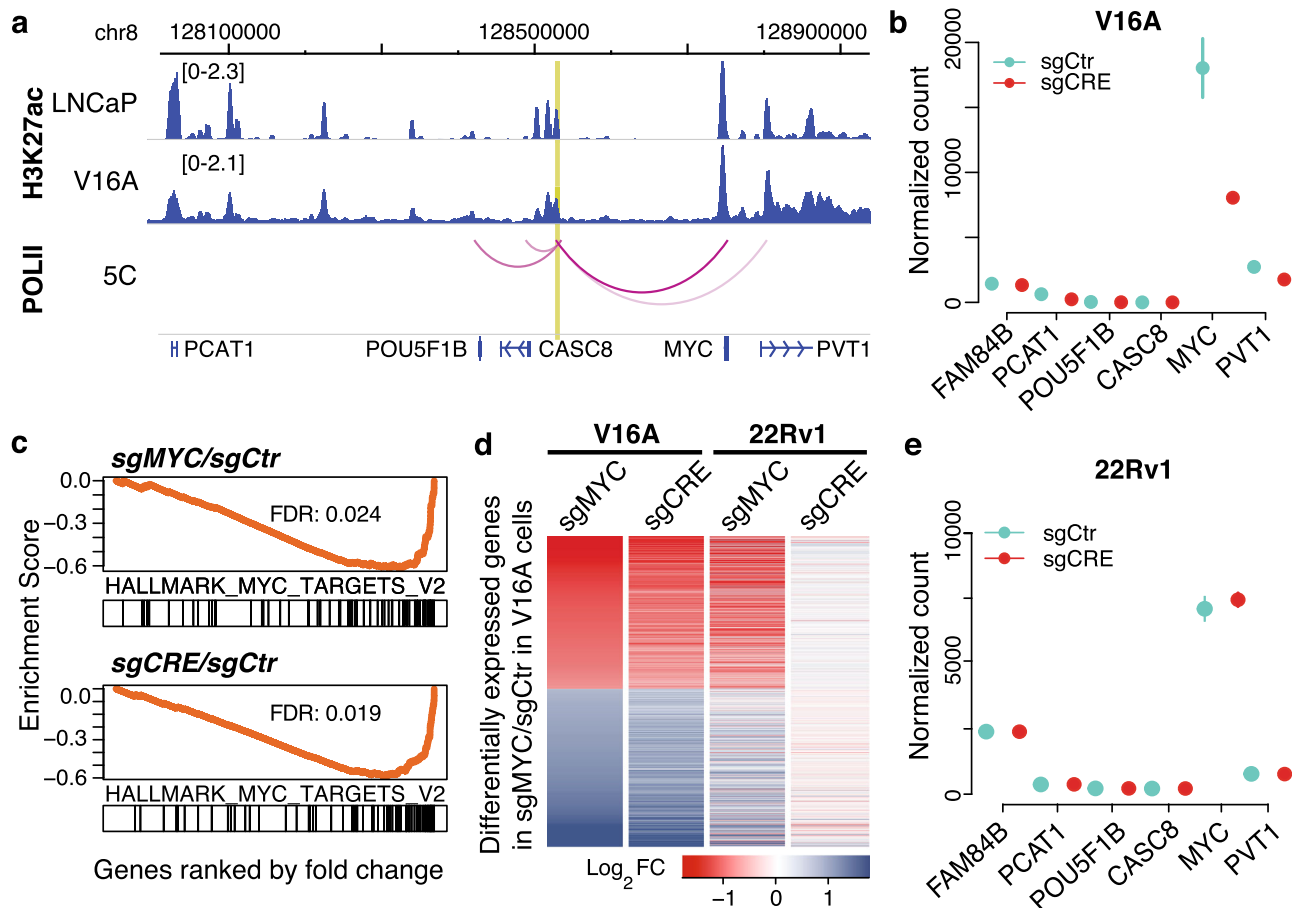 a
chr8 128100000 128500000 128900000
H3K27ac
LNCaP [0-2.3]
V16A [0-2.1]
POLII
5C
PCAT1 POU5F1B CASC8 MYC PVT1
b
V16A
Normalized count
20000
10000
0
sgCtr
sgCRE
FAM84B PCAT1 POU5F1B CASC8 MYC PVT1
c
Enrichment Score
sgMYC/sgCtr
0.0
−0.3
−0.6
FDR: 0.024
HALLMARK_MYC_TARGETS_V2
sgCRE/sgCtr
0.0
−0.3
−0.6
FDR: 0.019
HALLMARK_MYC_TARGETS_V2
Genes ranked by fold change
d
V16A 22Rv1
sgMYC sgCRE sgMYC sgCRE
Differentially expressed genes
in sgMYC/sgCtr in V16A cells
Log2FC
−1 0 1
e
22Rv1
Normalized count
10000
5000
0
sgCtr
sgCRE
FAM84B PCAT1 POU5F1B CASC8 MYC PVT1